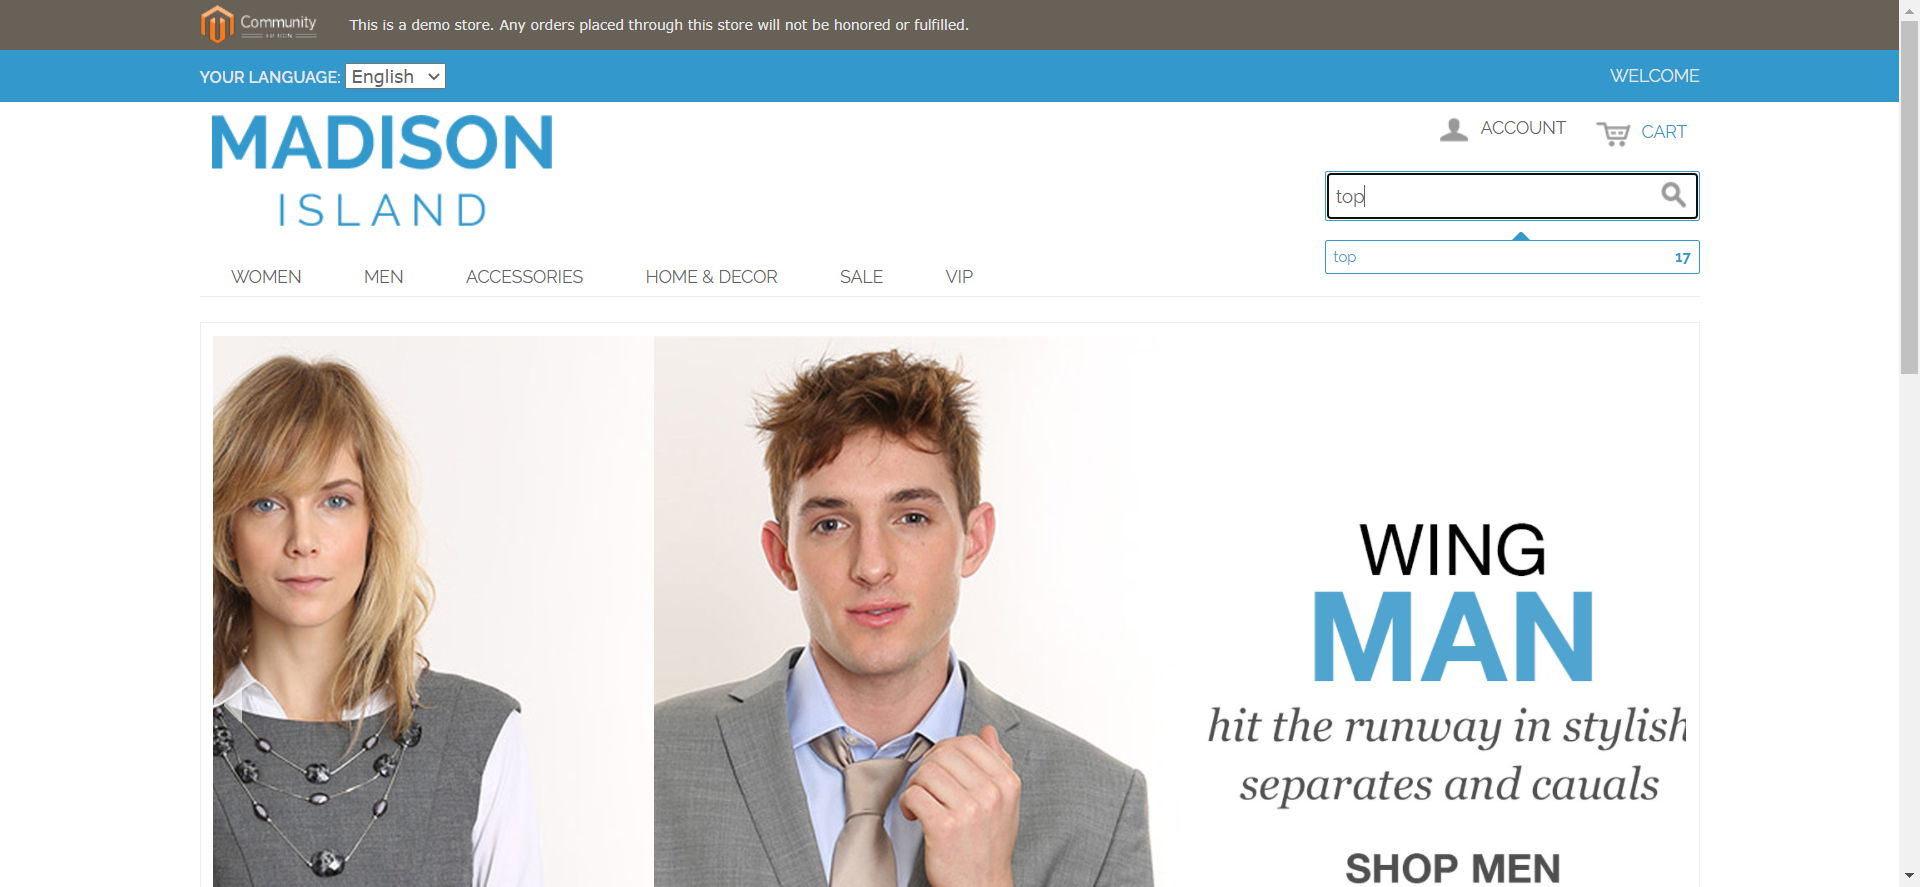 Community
This is a demo store. Any orders placed through this store will not be honored or fulfilled.
YOUR LANGUAGE: English
WELCOME
MADISON
ISLAND
ACCOUNT
CART
top
top 17
WOMEN MEN ACCESSORIES HOME & DECOR SALE VIP
WING
MAN
hit the runway in stylish
separates and cauals
SHOP MEN